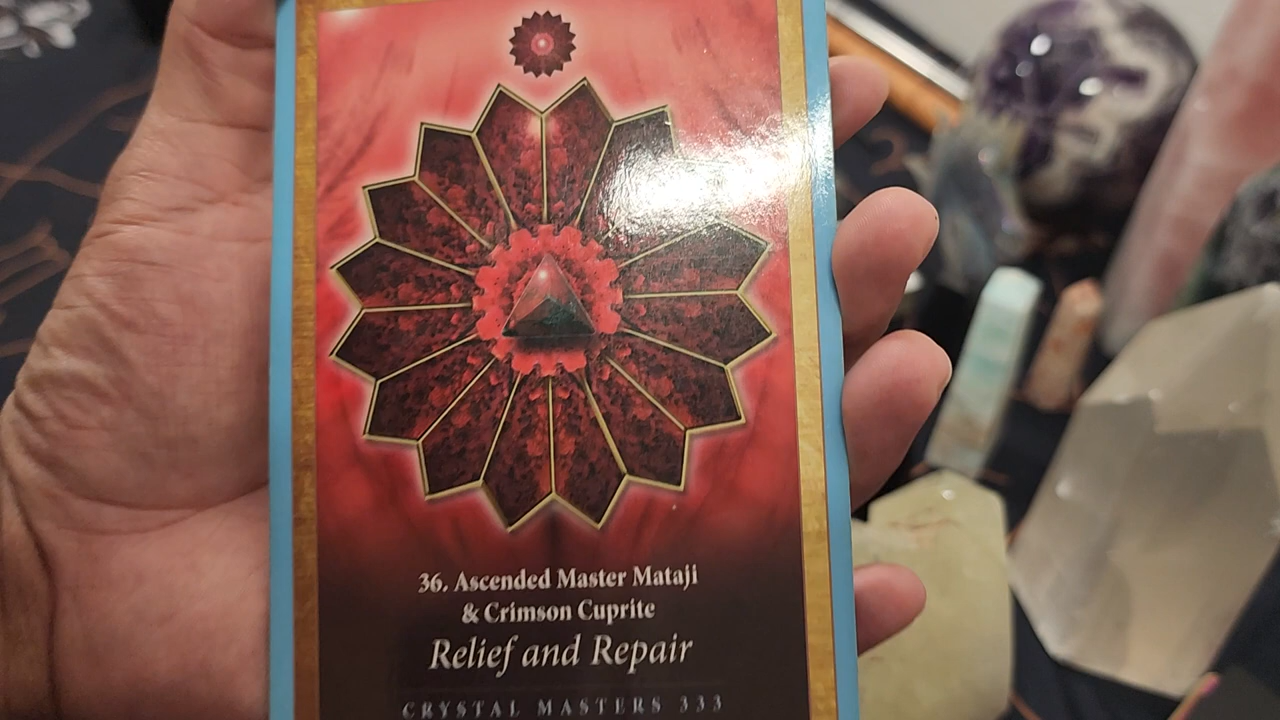 36. Ascended Master Mataji
& Crimson Cuprite
Relief and Repair
CRYSTAL MASTERS 333